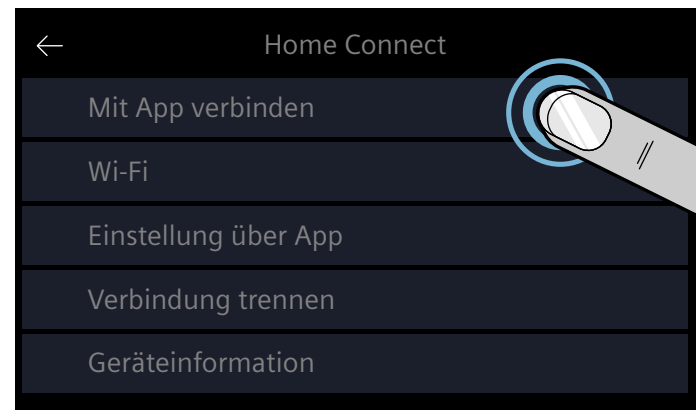 Home Connect
Mit App verbinden
Wi-Fi
Einstellung über App
Verbindung trennen
Geräteinformation